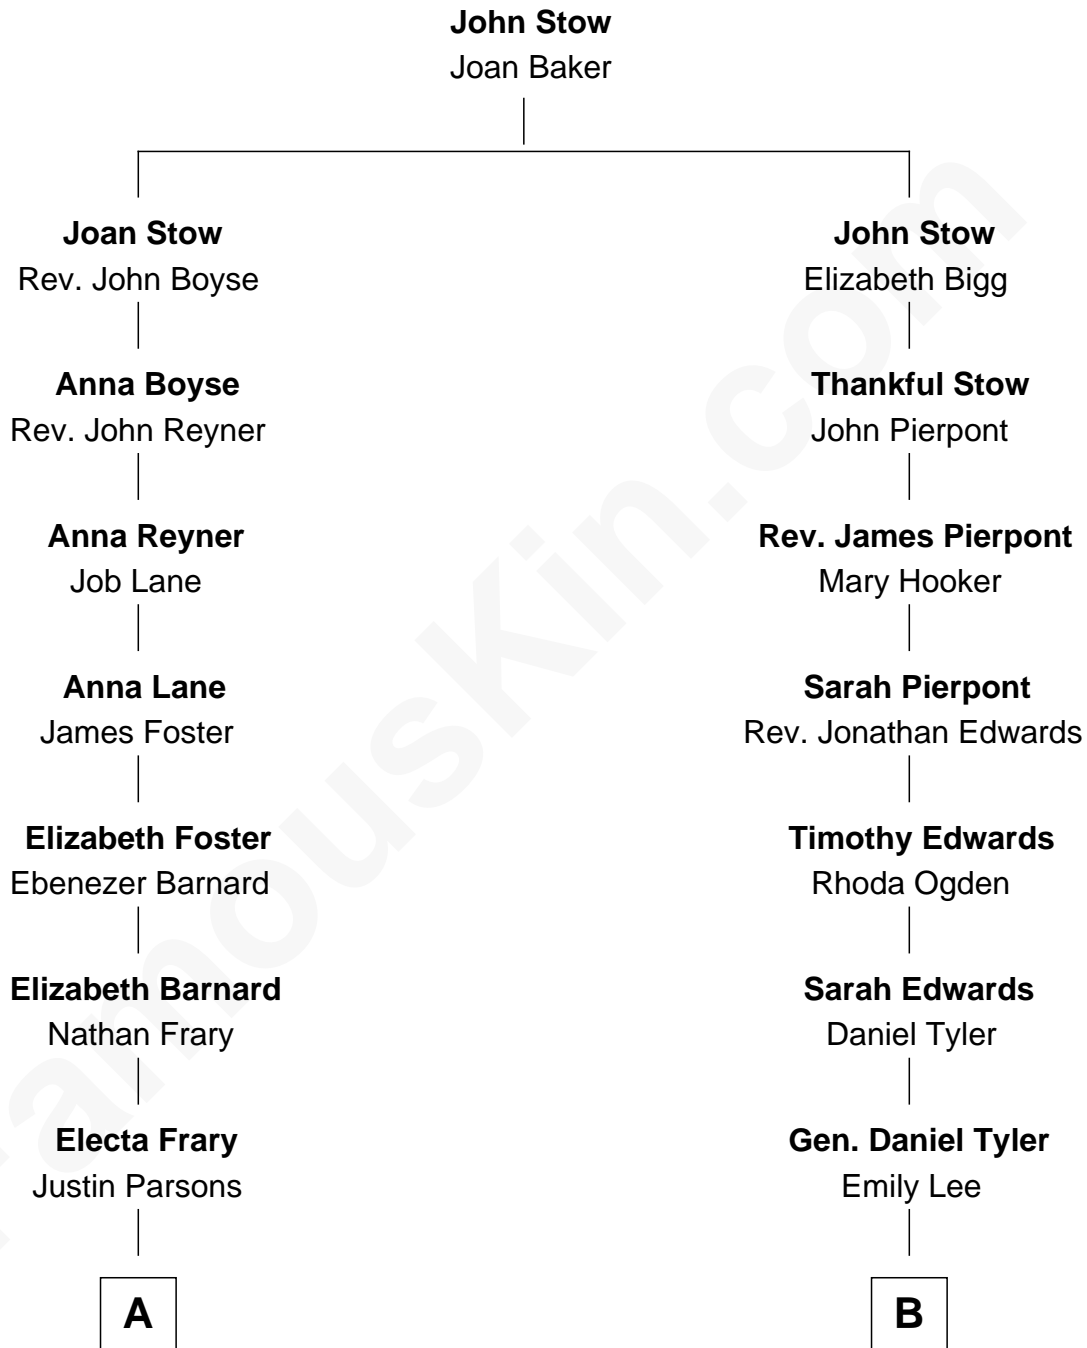 John Stow
Joan Baker
Joan Stow
Rev. John Boyse
John Stow
Elizabeth Bigg
Anna Boyse
Rev. John Reyner
Thankful Stow
John Pierpont
Anna Reyner
Job Lane
Rev. James Pierpont
Mary Hooker
Anna Lane
James Foster
Sarah Pierpont
Rev. Jonathan Edwards
Elizabeth Foster
Ebenezer Barnard
Timothy Edwards
Rhoda Ogden
Elizabeth Barnard
Nathan Frary
Sarah Edwards
Daniel Tyler
Electa Frary
Justin Parsons
Gen. Daniel Tyler
Emily Lee
A
B
FamousKin.com